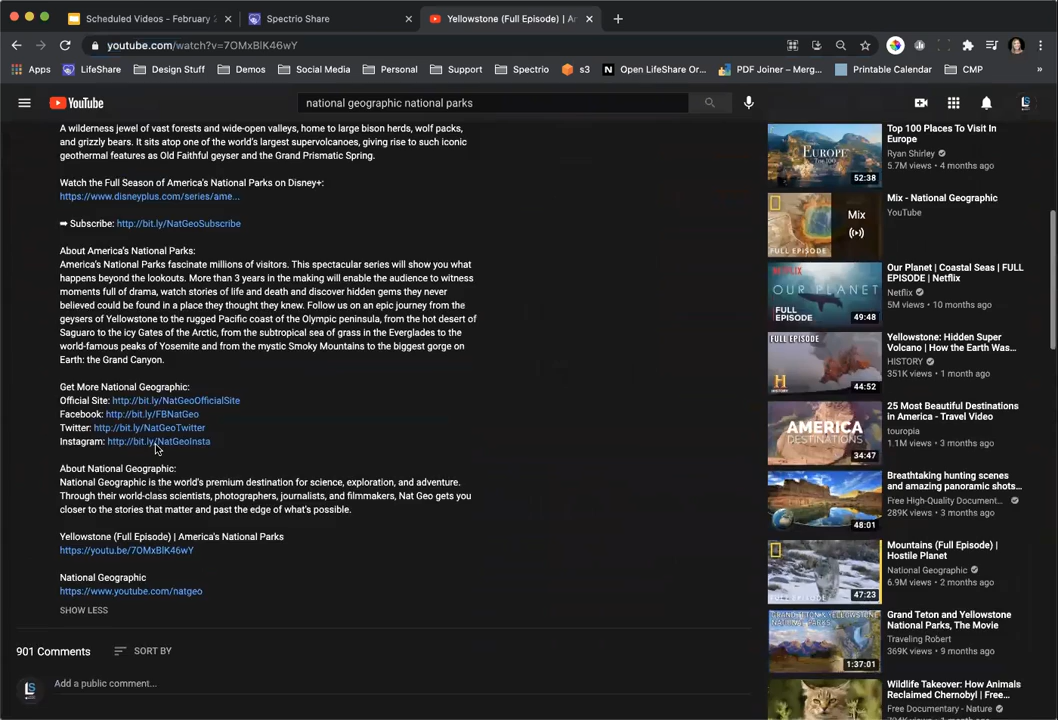 Scheduled Videos - February
Spectrio Share
Yellowstone (Full Episode) | Am
youtube.com/watch?v=7OMxBlK46wY
Apps
LifeShare
Design Stuff
Demos
Social Media
Personal
Support
Spectrio
s3
Open LifeShare Or...
PDF Joiner – Merg...
Printable Calendar
CMP
»
YouTube
national geographic national parks
A wilderness jewel of vast forests and wide-open valleys, home to large bison herds, wolf packs,
and grizzly bears. It sits atop one of the world's largest supervolcanoes, giving rise to such iconic
geothermal features as Old Faithful geyser and the Grand Prismatic Spring.
Watch the Full Season of America's National Parks on Disney+:
https://www.disneyplus.com/series/ame...
➡ Subscribe: http://bit.ly/NatGeoSubscribe
About America's National Parks:
America's National Parks fascinate millions of visitors. This spectacular series will show you what
happens beyond the lookouts. More than 3 years in the making will enable the audience to witness
moments full of drama, watch stories of life and death and discover hidden gems they never
believed could be found in a place they thought they knew. Follow us on an epic journey from the
geysers of Yellowstone to the rugged Pacific coast of the Olympic peninsula, from the hot desert of
Saguaro to the icy Gates of the Arctic, from the subtropical sea of grass in the Everglades to the
world-famous peaks of Yosemite and from the mystic Smoky Mountains to the biggest gorge on
Earth: the Grand Canyon.
Get More National Geographic:
Official Site: http://bit.ly/NatGeoOfficialSite
Facebook: http://bit.ly/FBNatGeo
Twitter: http://bit.ly/NatGeoTwitter
Instagram: http://bit.ly/NatGeoInsta
About National Geographic:
National Geographic is the world's premium destination for science, exploration, and adventure.
Through their world-class scientists, photographers, journalists, and filmmakers, Nat Geo gets you
closer to the stories that matter and past the edge of what's possible.
Yellowstone (Full Episode) | America's National Parks
https://youtu.be/7OMxBlK46wY
National Geographic
https://www.youtube.com/natgeo
SHOW LESS
901 Comments
SORT BY
Add a public comment...
EUROPE
52:38
Top 100 Places To Visit In
Europe
Ryan Shirley
5.7M views • 4 months ago
FULL EPISODE
Mix
Mix - National Geographic
YouTube
NETFLIX
OUR PLANET
FULL
EPISODE
49:48
Our Planet | Coastal Seas | FULL
EPISODE | Netflix
Netflix
5M views • 10 months ago
FULL EPISODE
HISTORY
44:52
Yellowstone: Hidden Super
Volcano | How the Earth Was...
HISTORY
351K views • 1 year ago
AMERICA
DESTINATIONS
34:47
25 Most Beautiful Destinations
in America - Travel Video
touropia
1.1M views • 3 months ago
48:01
Breathtaking hunting scenes
and amazing panoramic shots...
Free High-Quality Document...
289K views • 3 months ago
FULL EPISODE
47:23
Mountains (Full Episode) |
Hostile Planet
National Geographic
6.9M views • 2 months ago
GRAND TETON & YELLOWSTONE
NATIONAL PARKS
1:37:01
Grand Teton and Yellowstone
National Parks, The Movie
Traveling Robert
369K views • 9 months ago
Wildlife Takeover: How Animals
Reclaimed Chernobyl | Free...
Free Documentary - Nature